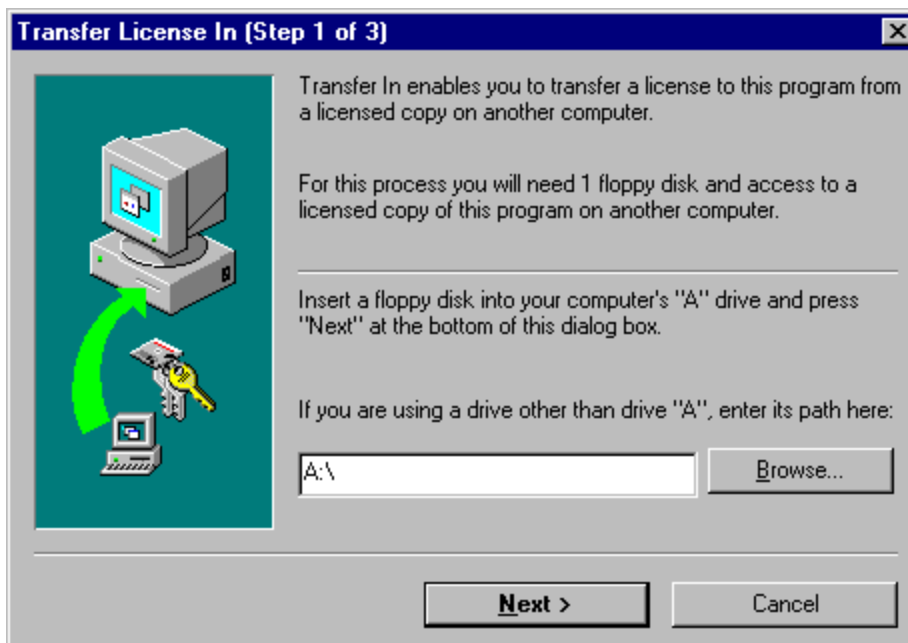 Transfer License In (Step 1 of 3)
Transfer In enables you to transfer a license to this program from
a licensed copy on another computer.
For this process you will need 1 floppy disk and access to a
licensed copy of this program on another computer.
Insert a floppy disk into your computer's "A" drive and press
"Next" at the bottom of this dialog box.
If you are using a drive other than drive "A", enter its path here:
A:\
Browse...
Next >
Cancel